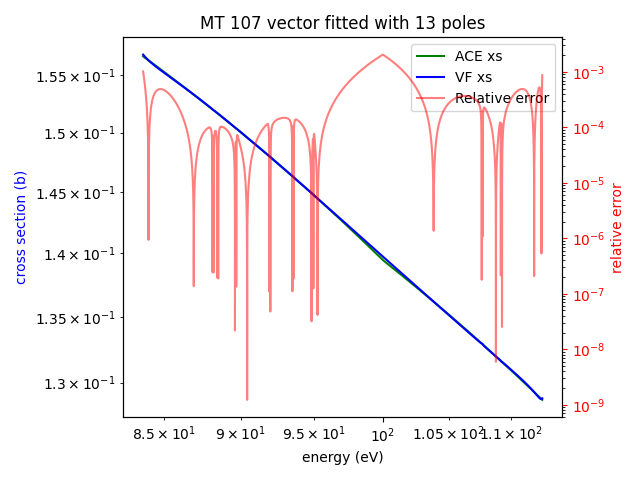 MT 107 vector fitted with 13 poles
ACE xs
VF xs
Relative error
1.55 × 10⁻¹
1.5 × 10⁻¹
1.45 × 10⁻¹
1.4 × 10⁻¹
1.35 × 10⁻¹
1.3 × 10⁻¹
cross section (b)
10⁻³
10⁻⁴
10⁻⁵
10⁻⁶
10⁻⁷
10⁻⁸
10⁻⁹
relative error
8.5 × 10¹ 9 × 10¹ 9.5 × 10¹ 10² 1.05 × 10² 1.1 × 10²
energy (eV)